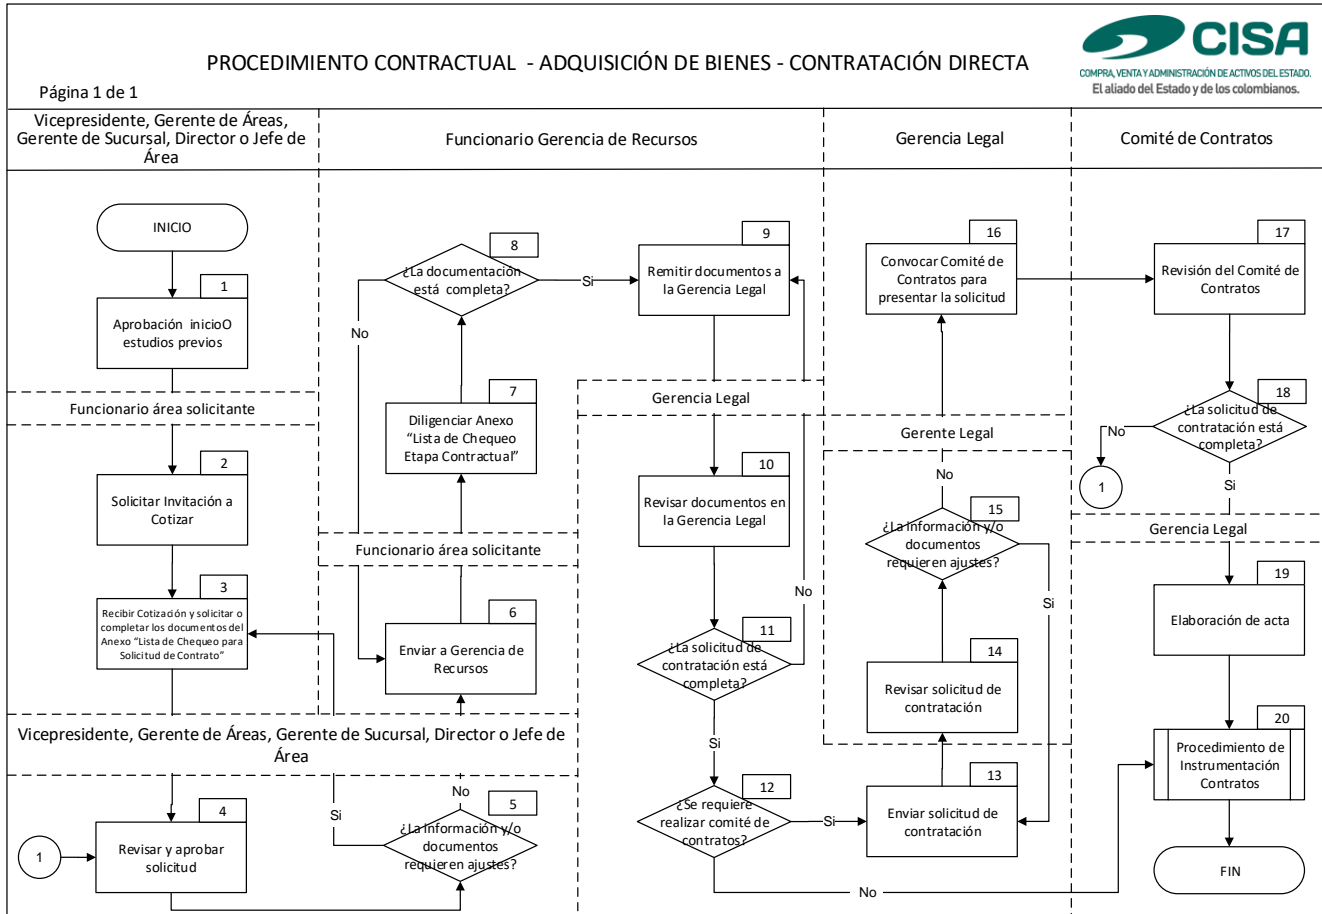 PROCEDIMIENTO CONTRACTUAL - ADQUISICIÓN DE BIENES - CONTRATACIÓN DIRECTA
CISA
COMPRA, VENTA Y ADMINISTRACIÓN DE ACTIVOS DEL ESTADO.
El aliado del Estado y de los colombianos.
Página 1 de 1
Vicepresidente, Gerente de Áreas,
Gerente de Sucursal, Director o Jefe de
Área
Funcionario Gerencia de Recursos
Gerencia Legal
Comité de Contratos
INICIO
1
Aprobación inicioO
estudios previos
Funcionario área solicitante
2
Solicitar Invitación a
Cotizar
3
Recibir Cotización y solicitar o
completar los documentos del
Anexo “Lista de Chequeo para
Solicitud de Contrato”
Vicepresidente, Gerente de Áreas, Gerente de Sucursal, Director o Jefe de
Área
4
Revisar y aprobar
solicitud
1
5
¿La información y/o
documentos
requieren ajustes?
Si
No
Funcionario área solicitante
6
Enviar a Gerencia de
Recursos
7
Diligenciar Anexo
“Lista de Chequeo
Etapa Contractual”
8
¿La documentación
está completa?
No
Si
9
Remitir documentos a
la Gerencia Legal
Gerencia Legal
10
Revisar documentos en
la Gerencia Legal
11
¿La solicitud de
contratación está
completa?
No
Si
12
¿Se requiere
realizar comité de
contratos?
Si
No
13
Enviar solicitud de
contratación
14
Revisar solicitud de
contratación
15
¿La información y/o
documentos
requieren ajustes?
Si
No
Gerente Legal
16
Convocar Comité de
Contratos para
presentar la solicitud
17
Revisión del Comité de
Contratos
18
¿La solicitud de
contratación está
completa?
No
1
Si
Gerencia Legal
19
Elaboración de acta
20
Procedimiento de
Instrumentación
Contratos
FIN